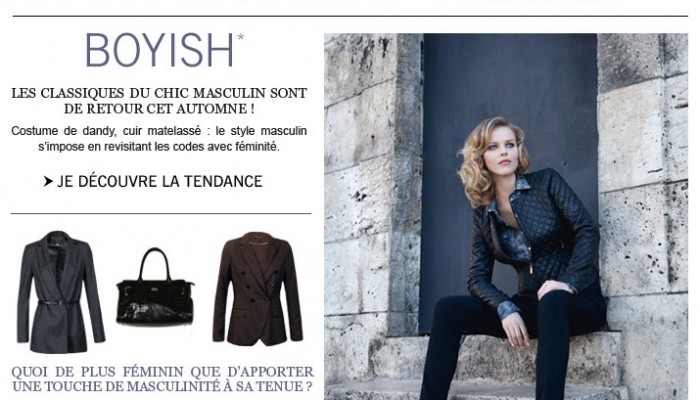 BOYISH*
LES CLASSIQUES DU CHIC MASCULIN SONT
DE RETOUR CET AUTOMNE !
Costume de dandy, cuir matelassé : le style masculin
s'impose en revisitant les codes avec féminité.
➤ JE DÉCOUVRE LA TENDANCE
QUOI DE PLUS FÉMININ QUE D'APPORTER
UNE TOUCHE DE MASCULINITÉ À SA TENUE ?